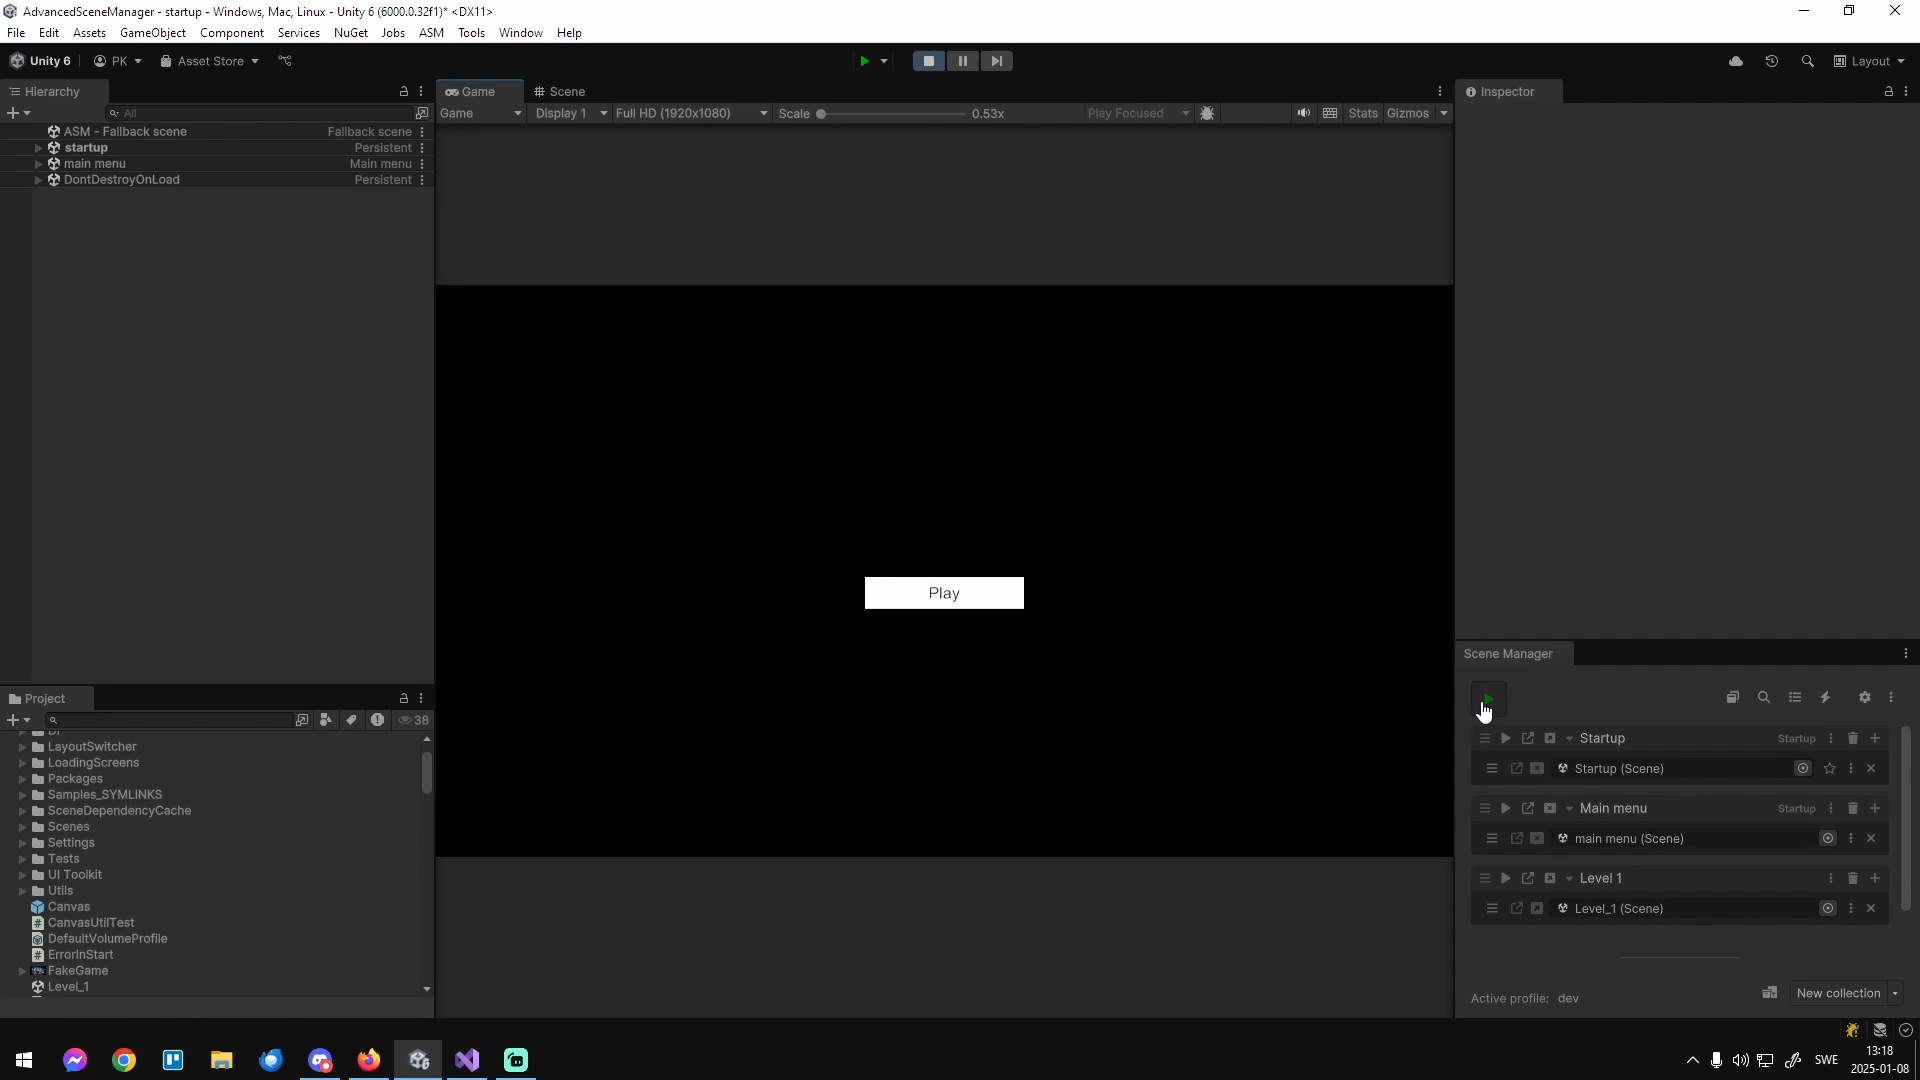 AdvancedSceneManager - startup - Windows, Mac, Linux - Unity 6 (6000.0.32f1)* <DX11>
File Edit Assets GameObject Component Services NuGet Jobs ASM Tools Window Help
Unity 6 PK Asset Store Layout
Hierarchy
All
ASM - Fallback scene Fallback scene
startup Persistent
main menu Main menu
DontDestroyOnLoad Persistent
Game Scene
Game Display 1 Full HD (1920x1080) Scale 0.53x Play Focused Stats Gizmos
Play
Inspector
Project
38
LayoutSwitcher
LoadingScreens
Packages
Samples_SYMLINKS
SceneDependencyCache
Scenes
Settings
Tests
UI Toolkit
Utils
Canvas
CanvasUtilTest
DefaultVolumeProfile
ErrorInStart
FakeGame
Level_1
Scene Manager
Startup Startup
Startup (Scene)
Main menu Startup
main menu (Scene)
Level 1
Level_1 (Scene)
Active profile: dev New collection
SWE
13:18
2025-01-08